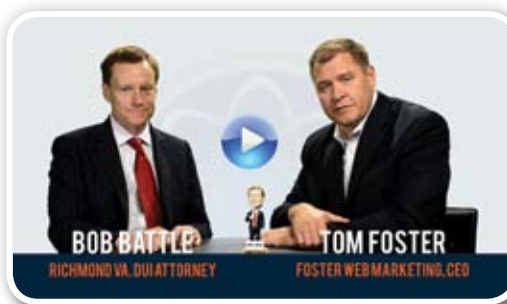 BOB BATTLE
RICHMOND VA. DUI ATTORNEY
TOM FOSTER
FOSTER WEB MARKETING, CEO